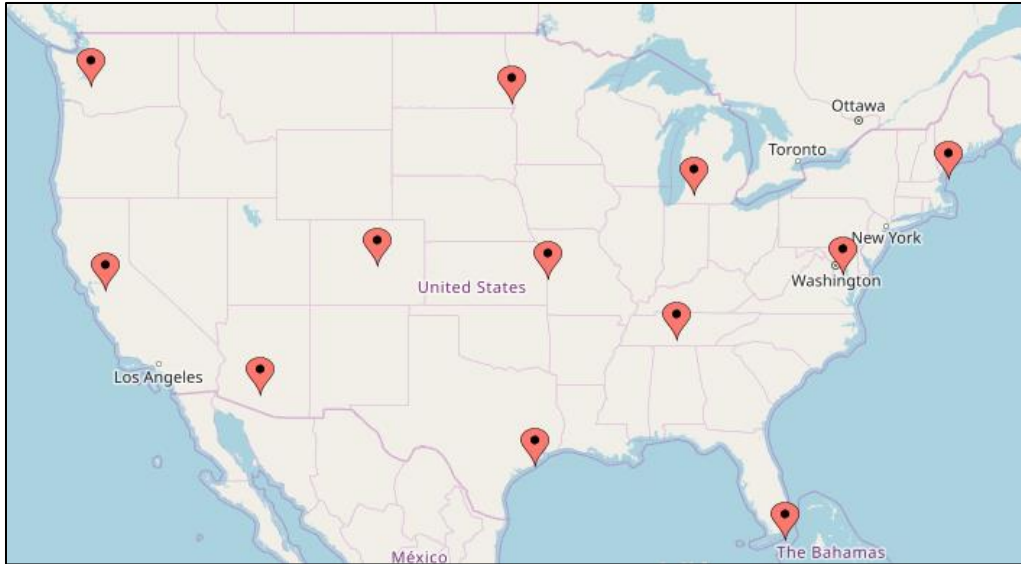 Ottawa
Toronto
New York
Washington
United States
Los Angeles
México
The Bahamas